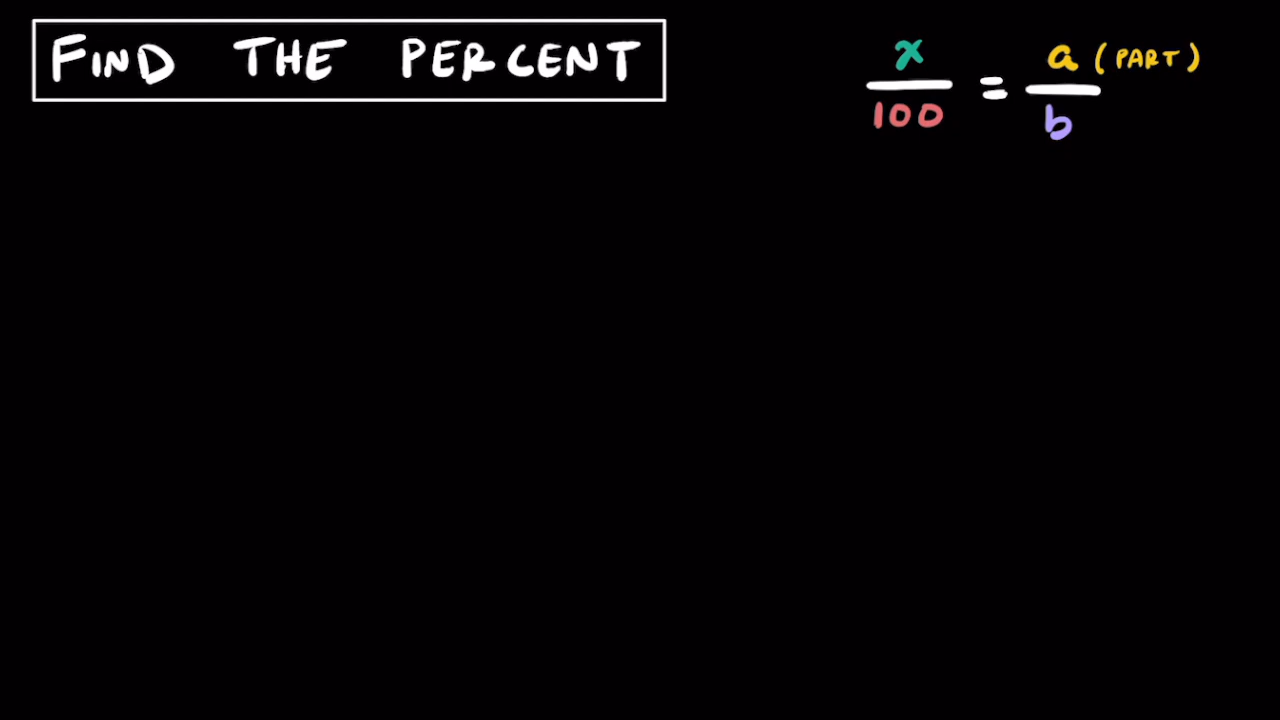 FIND THE PERCENT
x/100 = a (PART)/b